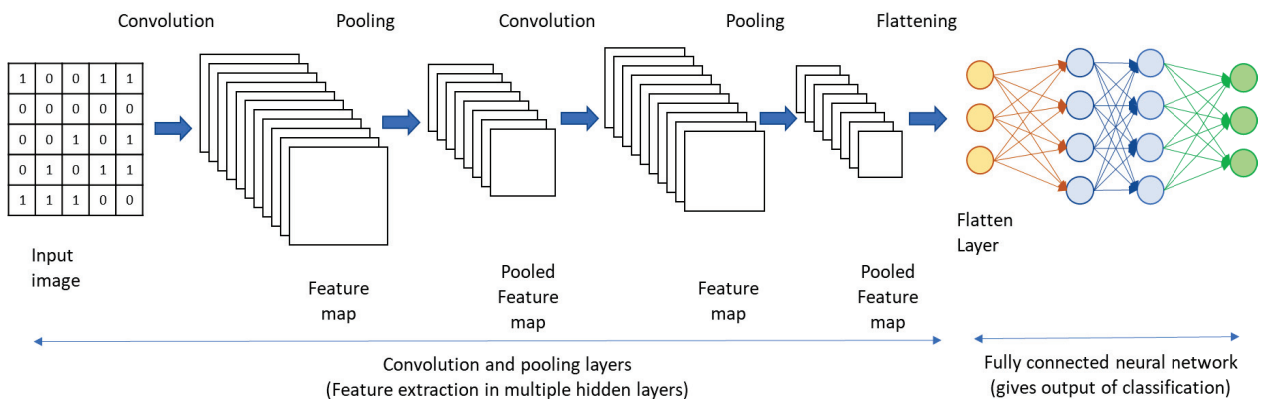 Convolution
Pooling
Convolution
Pooling
Flattening
1 0 0 1 1
0 0 0 0 0
0 0 1 0 1
0 1 0 1 1
1 1 1 0 0
Input
image
Feature
map
Pooled
Feature
map
Feature
map
Pooled
Feature
map
Flatten
Layer
Convolution and pooling layers
(Feature extraction in multiple hidden layers)
Fully connected neural network
(gives output of classification)